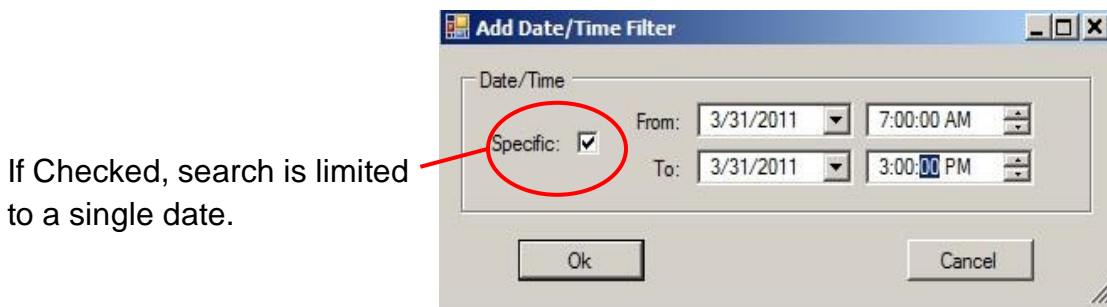 Add Date/Time Filter
Date/Time
Specific:
From: 3/31/2011 7:00:00 AM
To: 3/31/2011 3:00:00 PM
If Checked, search is limited
to a single date.
Ok Cancel